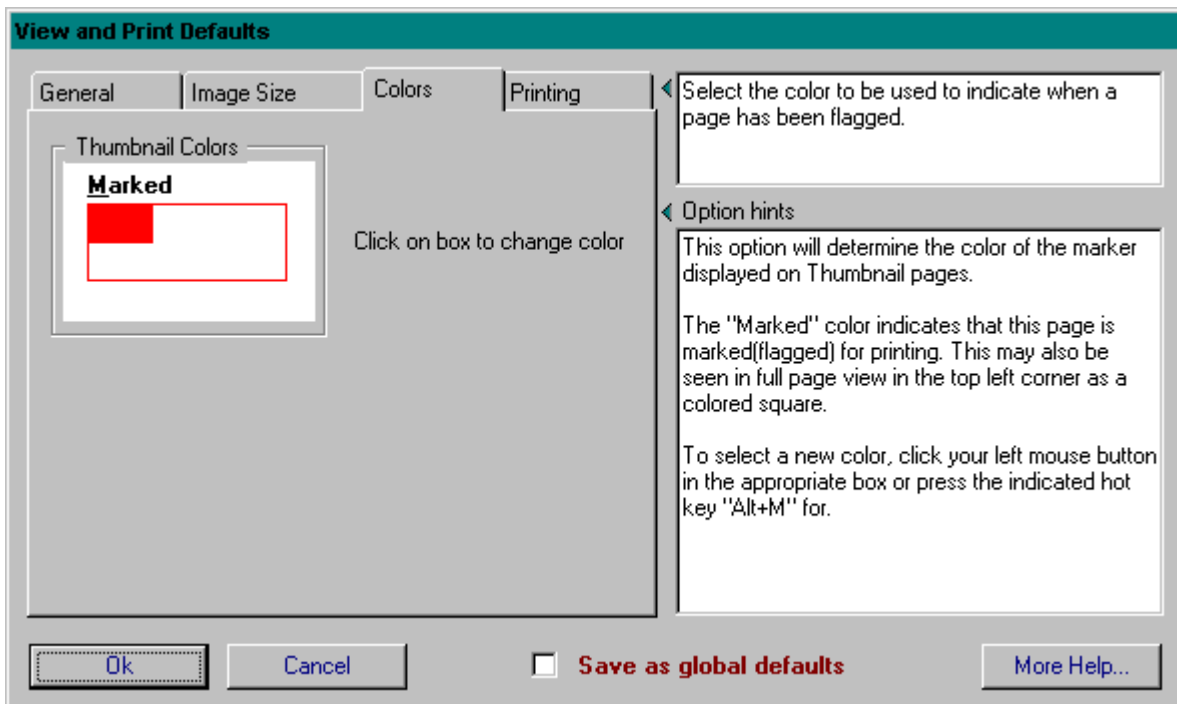 View and Print Defaults
General
Image Size
Colors
Printing
Thumbnail Colors
Marked
Click on box to change color
Select the color to be used to indicate when a
page has been flagged.
Option hints
This option will determine the color of the marker
displayed on Thumbnail pages.
The "Marked" color indicates that this page is
marked(flagged) for printing. This may also be
seen in full page view in the top left corner as a
colored square.
To select a new color, click your left mouse button
in the appropriate box or press the indicated hot
key "Alt+M" for.
Ok
Cancel
Save as global defaults
More Help...